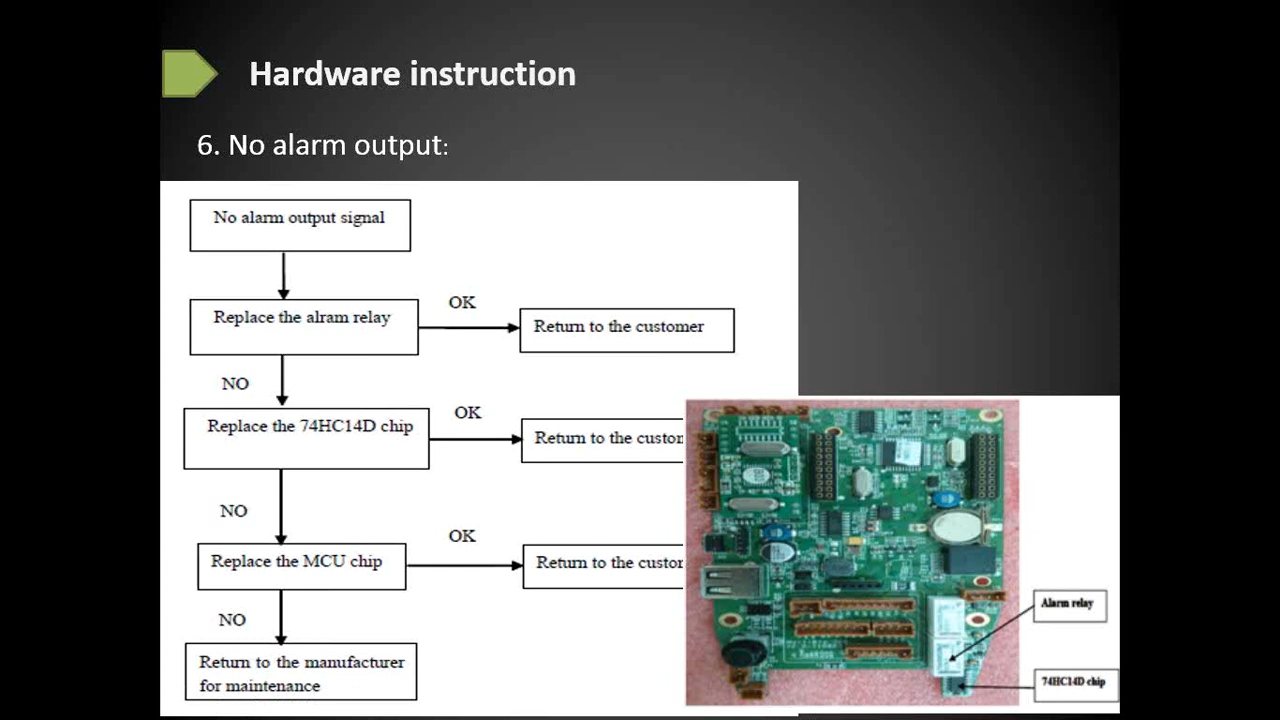 Hardware instruction
6. No alarm output:
No alarm output signal
Replace the alram relay
OK
Return to the customer
NO
Replace the 74HC14D chip
OK
Return to the custor
NO
Replace the MCU chip
OK
Return to the custor
NO
Return to the manufacturer
for maintenance
Alarm relay
74HC14D chip